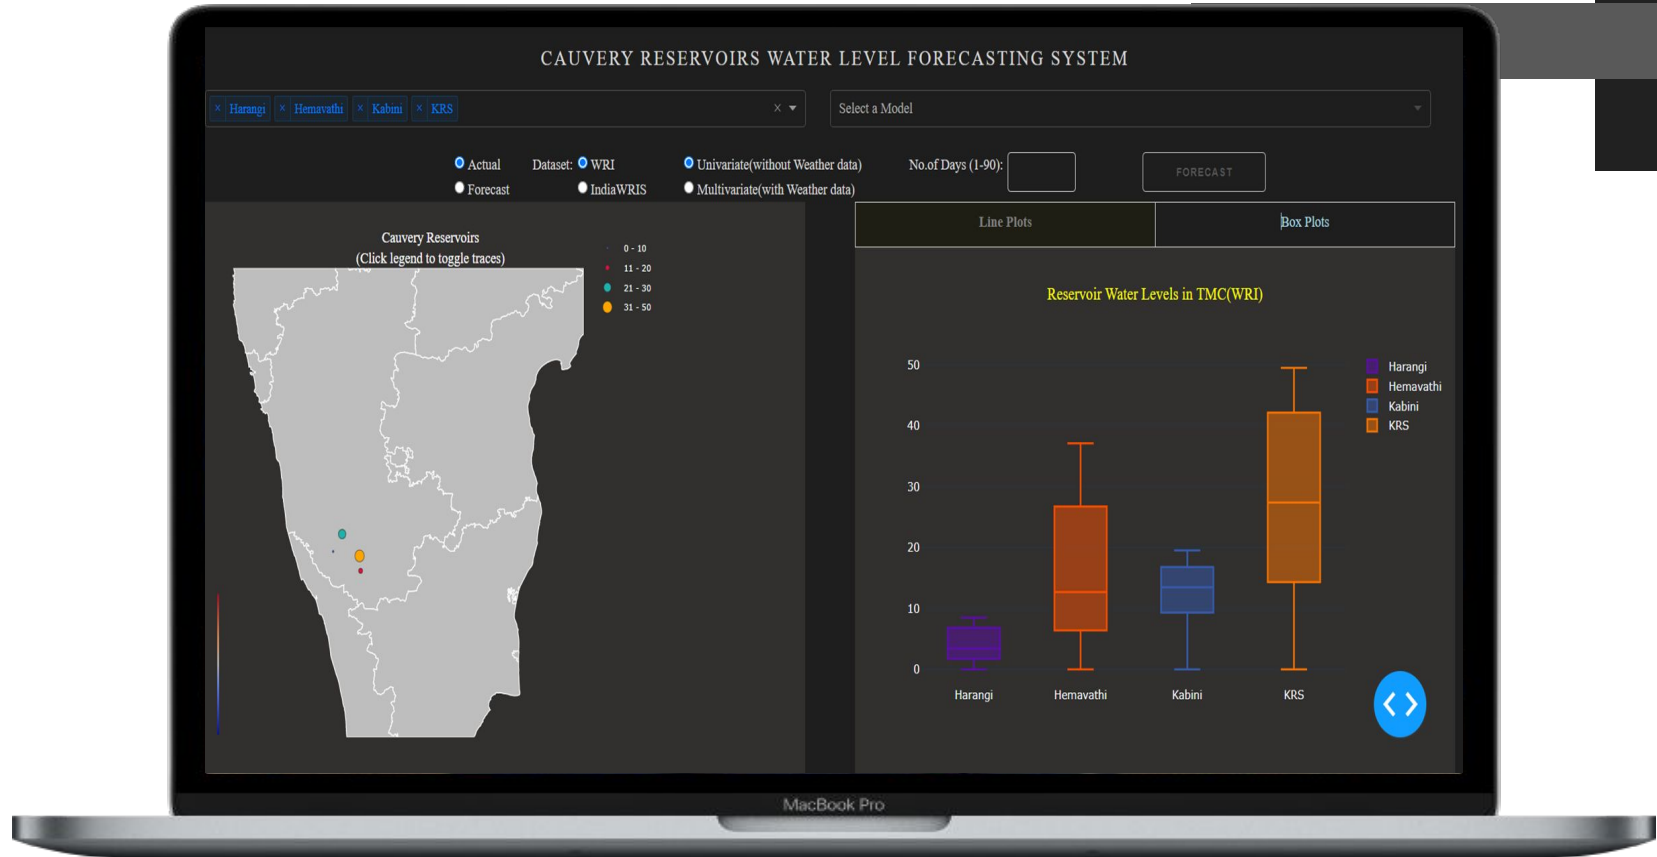 CAUVERY RESERVOIRS WATER LEVEL FORECASTING SYSTEM
× Harangi × Hemavathi × Kabini × KRS
Select a Model
Actual
Forecast
Dataset: WRI
IndiaWRIS
Univariate(without Weather data)
Multivariate(with Weather data)
No.of Days (1-90):
FORECAST
Cauvery Reservoirs
(Click legend to toggle traces)
0 - 10
11 - 20
21 - 30
31 - 50
Line Plots
Box Plots
Reservoir Water Levels in TMC(WRI)
50
40
30
20
10
0
Harangi
Hemavathi
Kabini
KRS
Harangi
Hemavathi
Kabini
KRS
MacBook Pro